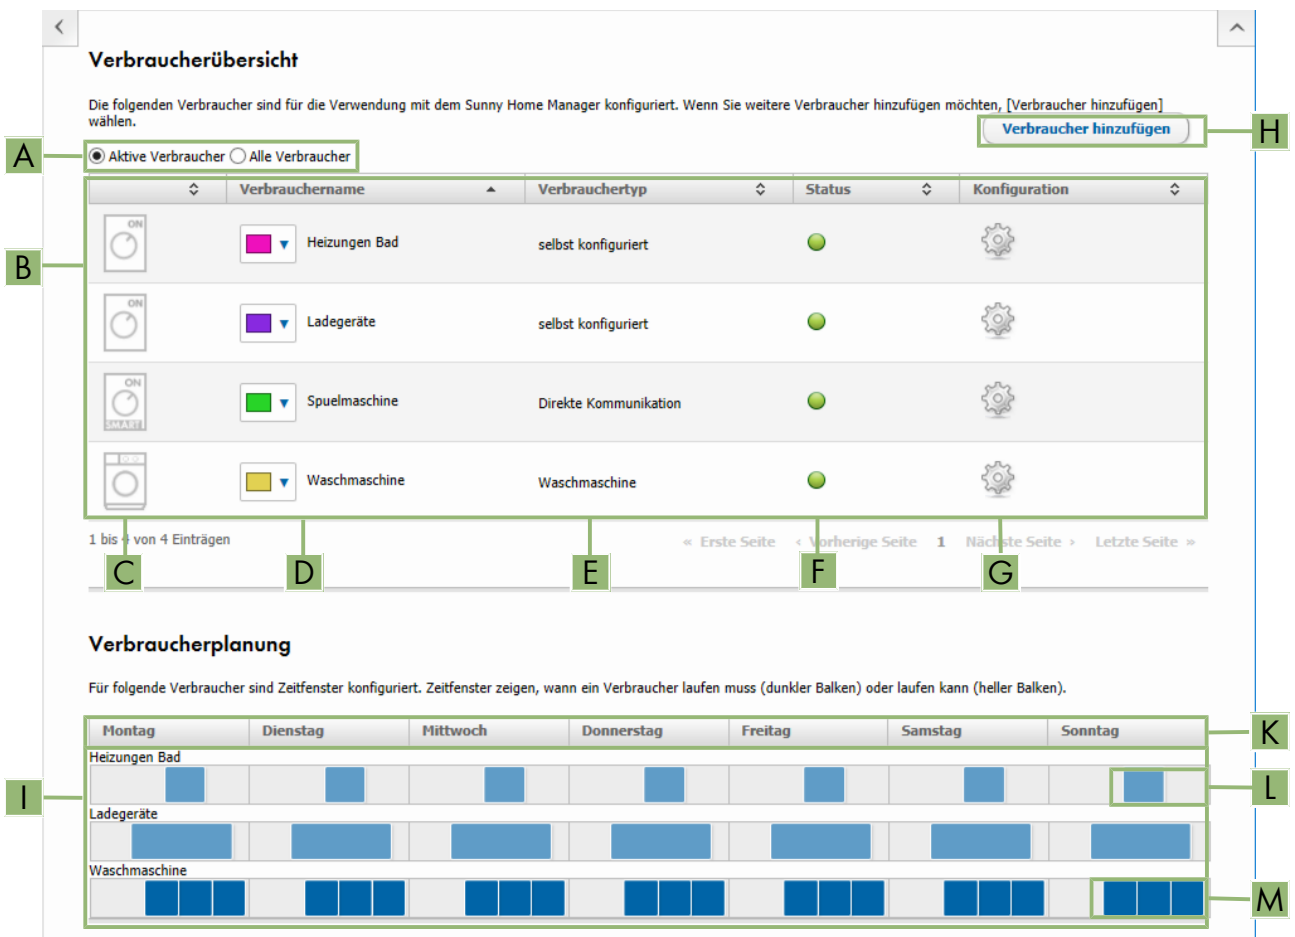 Verbraucherübersicht
Die folgenden Verbraucher sind für die Verwendung mit dem Sunny Home Manager konfiguriert. Wenn Sie weitere Verbraucher hinzufügen möchten, [Verbraucher hinzufügen]
wählen.
Verbraucher hinzufügen
H
A
Aktive Verbraucher Alle Verbraucher
Verbrauchername Verbrauchertyp Status Konfiguration
ON
Heizungen Bad selbst konfiguriert
B
ON
Ladegeräte selbst konfiguriert
ON
SMART
Spuelmaschine Direkte Kommunikation
Waschmaschine Waschmaschine
1 bis 4 von 4 Einträgen « Erste Seite ‹ Vorherige Seite 1 Nächste Seite › Letzte Seite »
C D E F G
Verbraucherplanung
Für folgende Verbraucher sind Zeitfenster konfiguriert. Zeitfenster zeigen, wann ein Verbraucher laufen muss (dunkler Balken) oder laufen kann (heller Balken).
Montag Dienstag Mittwoch Donnerstag Freitag Samstag Sonntag
K
Heizungen Bad
I
L
Ladegeräte
Waschmaschine
M